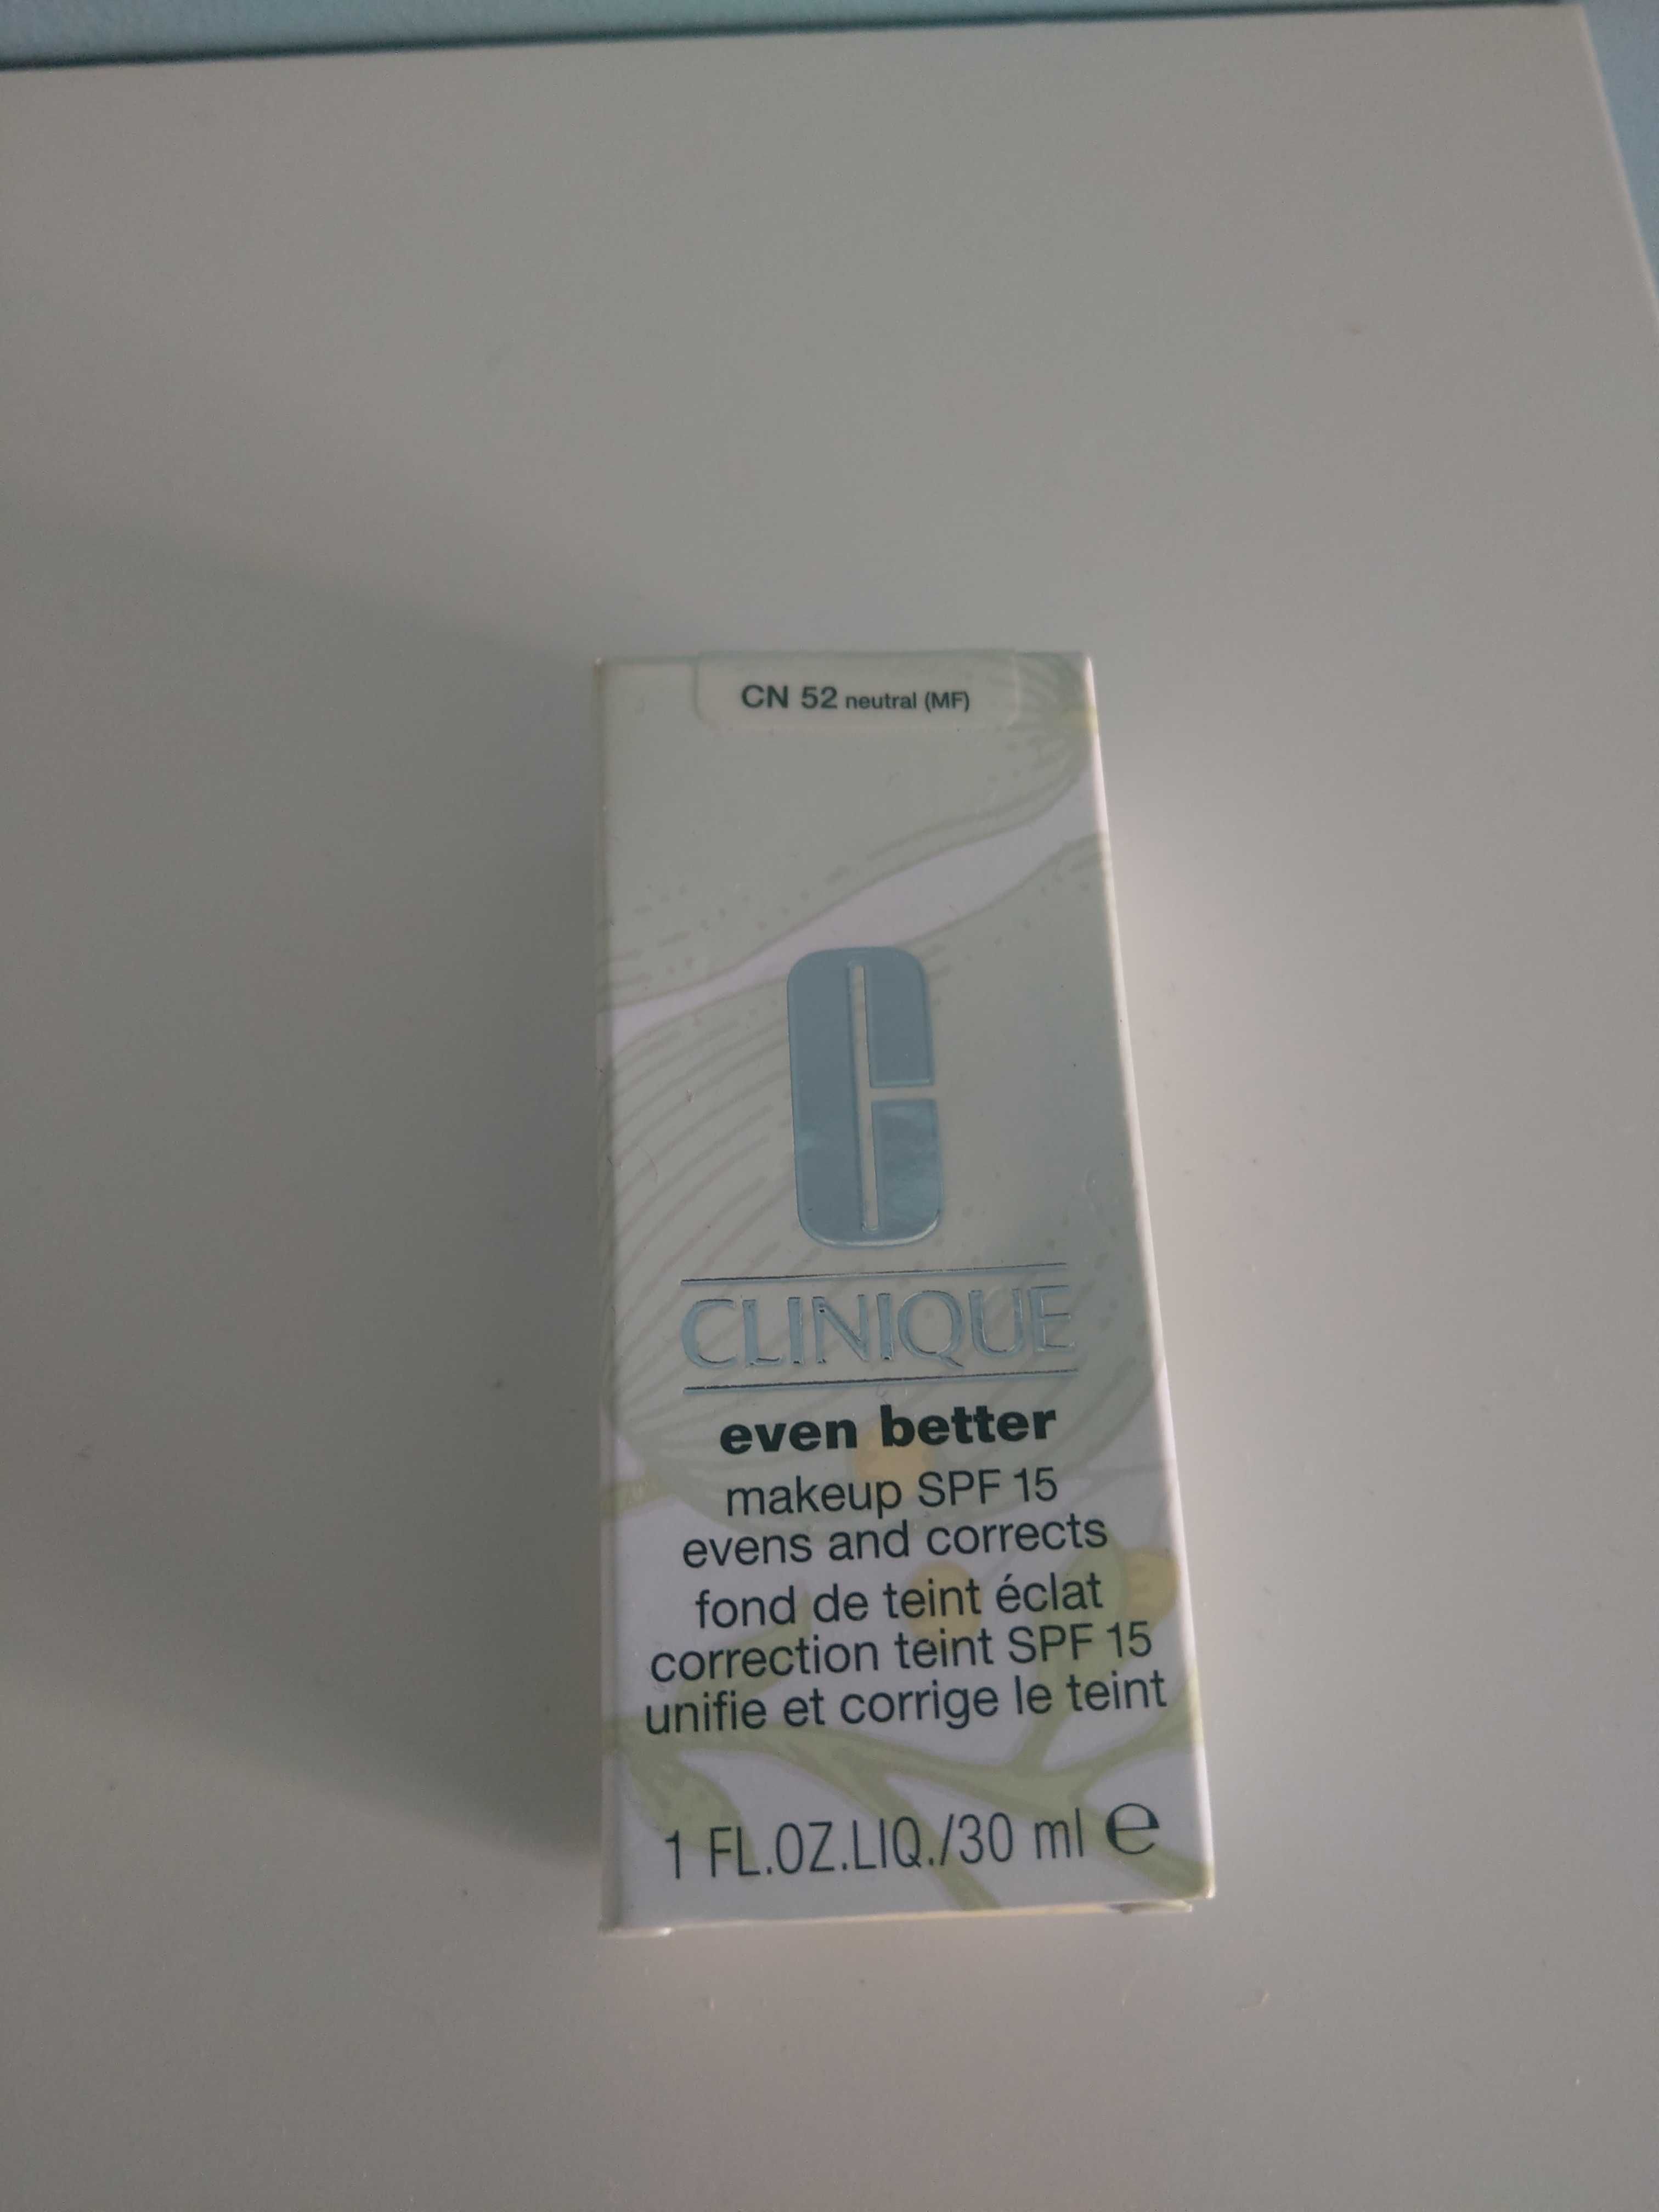 CN 52 neutral (MF)
C
CLINIQUE
even better
makeup SPF 15
evens and corrects
fond de teint éclat
correction teint SPF 15
unifie et corrige le teint
1 FL.OZ.LIQ./30 ml ℮